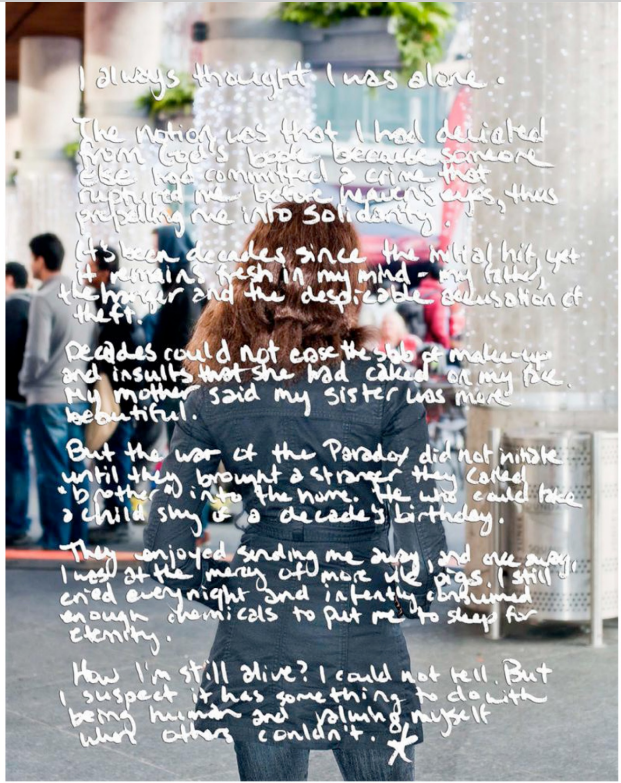 I always thought I was alone.
The notion was that I had deviated
from God's book, because someone
else had committed a crime that
ruptured me before heaven's eyes, thus
propelling me into solidarity.
It's been decades since the initial hit, yet
it remains fresh in my mind - my father,
the hanger and the despicable accusation of
theft.
Decades could not ease the slab of make-up
and insults that she had caked on my face.
My mother said my sister was more
beautiful.
But the war of the Paradox did not initiate
until they brought a stranger they called
"brother" into the home. He who could take
a child shy of a decade's birthday.
They enjoyed sending me away, and once away,
I was at the mercy of more vile pigs. I still
cried every night and intently consumed
enough chemicals to put me to sleep for
eternity.
How I'm still alive? I could not tell. But
I suspect it has something to do with
being human and valuing myself
when others couldn't.